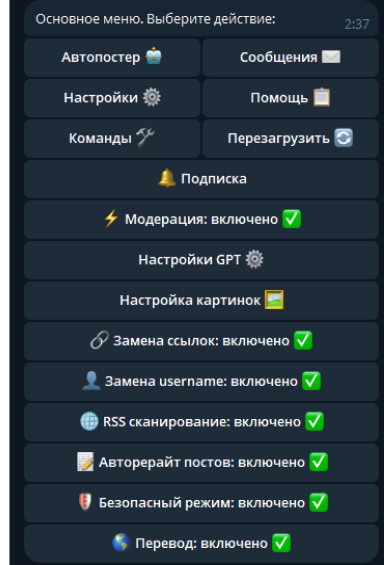 Основное меню. Выберите действие:
2:37
Автопостер 🤖 Сообщения ✉️
Настройки ⚙️ Помощь 📋
Команды 🛠 Перезагрузить 🔄
🔔 Подписка
⚡ Модерация: включено ✅
Настройки GPT ⚙️
Настройка картинок 🖼
🔗 Замена ссылок: включено ✅
👤 Замена username: включено ✅
🌐 RSS сканирование: включено ✅
📝 Авторерайт постов: включено ✅
🛡 Безопасный режим: включено ✅
🌎 Перевод: включено ✅